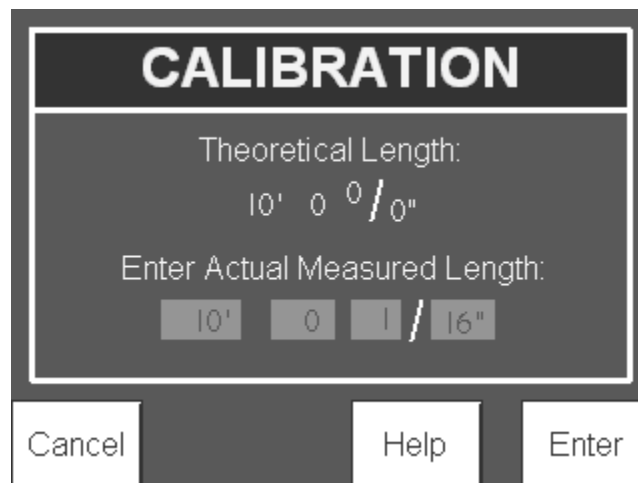 CALIBRATION
Theoretical Length:
10' 0 0/0"
Enter Actual Measured Length:
10' 0 1/16"
Cancel Help Enter